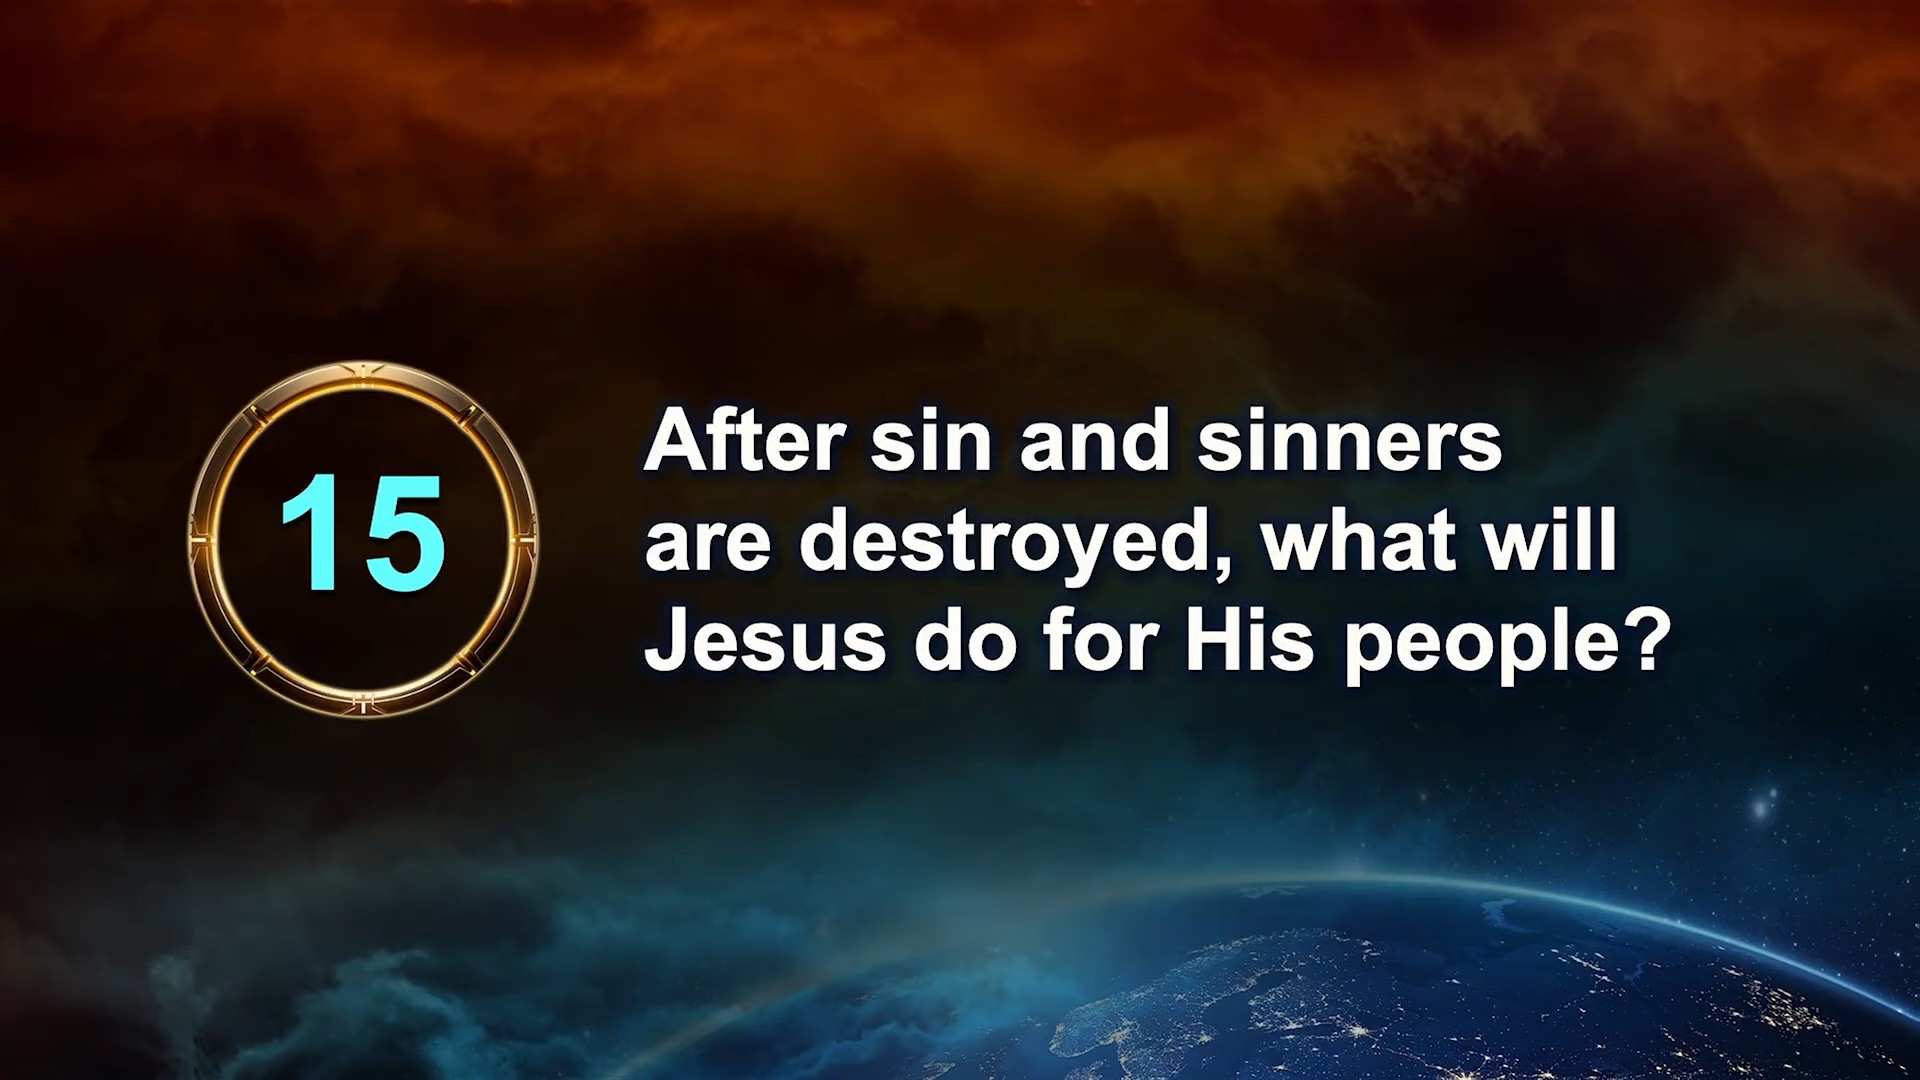 15
After sin and sinners
are destroyed, what will
Jesus do for His people?